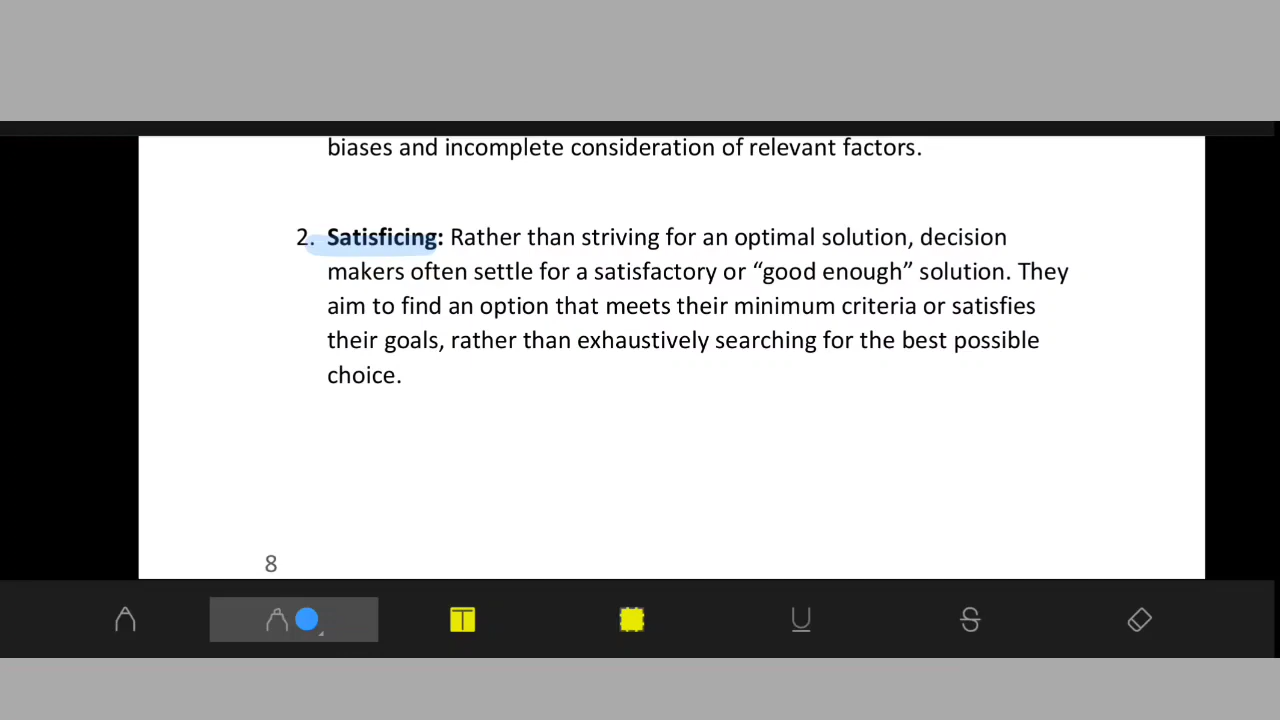 biases and incomplete consideration of relevant factors.
2. Satisficing: Rather than striving for an optimal solution, decision
makers often settle for a satisfactory or “good enough” solution. They
aim to find an option that meets their minimum criteria or satisfies
their goals, rather than exhaustively searching for the best possible
choice.
8
T
U
S